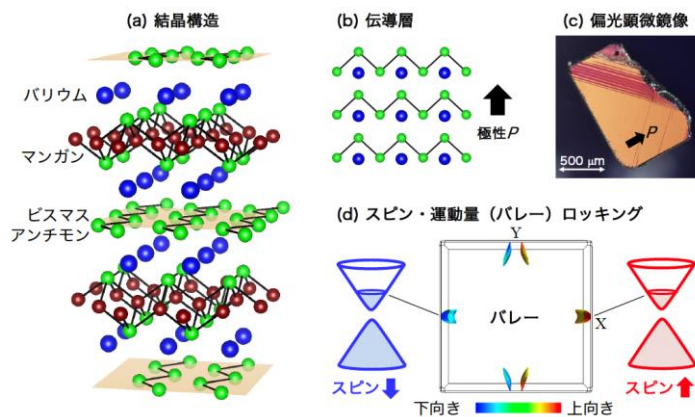 (a) 結晶構造
バリウム
マンガン
ビスマス
アンチモン
(b) 伝導層
極性P
(c) 偏光顕微鏡像
P
500 μm
(d) スピン・運動量（バレー）ロッキング
Y
バレー
X
スピン
スピン
下向き
上向き